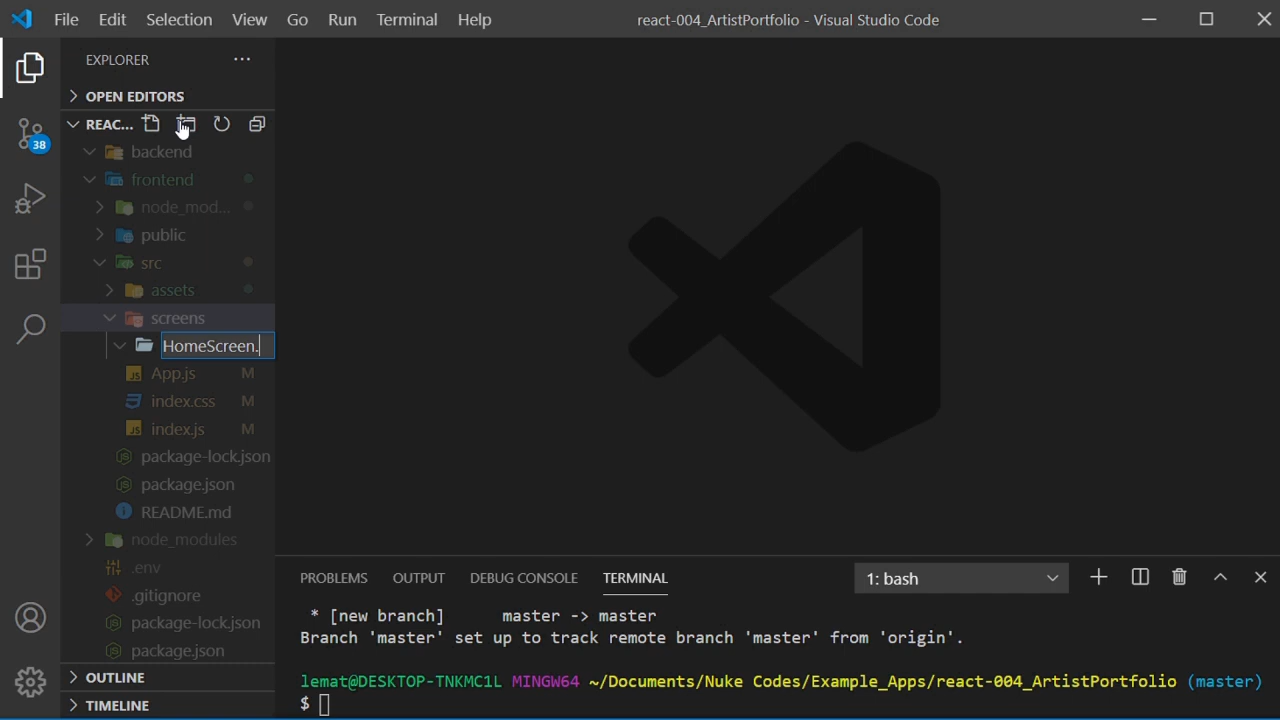 File Edit Selection View Go Run Terminal Help react-004_ArtistPortfolio - Visual Studio Code
EXPLORER
OPEN EDITORS
REAC...
backend
frontend
node_mod...
public
src
assets
screens
HomeScreen.
App.js M
index.css M
index.js M
package-lock.json
package.json
README.md
node_modules
.env
.gitignore
package-lock.json
package.json
OUTLINE
TIMELINE
38
PROBLEMS OUTPUT DEBUG CONSOLE TERMINAL 1: bash
* [new branch] master -> master
Branch 'master' set up to track remote branch 'master' from 'origin'.
lemat@DESKTOP-TNKMC1L MINGW64 ~/Documents/Nuke Codes/Example_Apps/react-004_ArtistPortfolio (master)
$